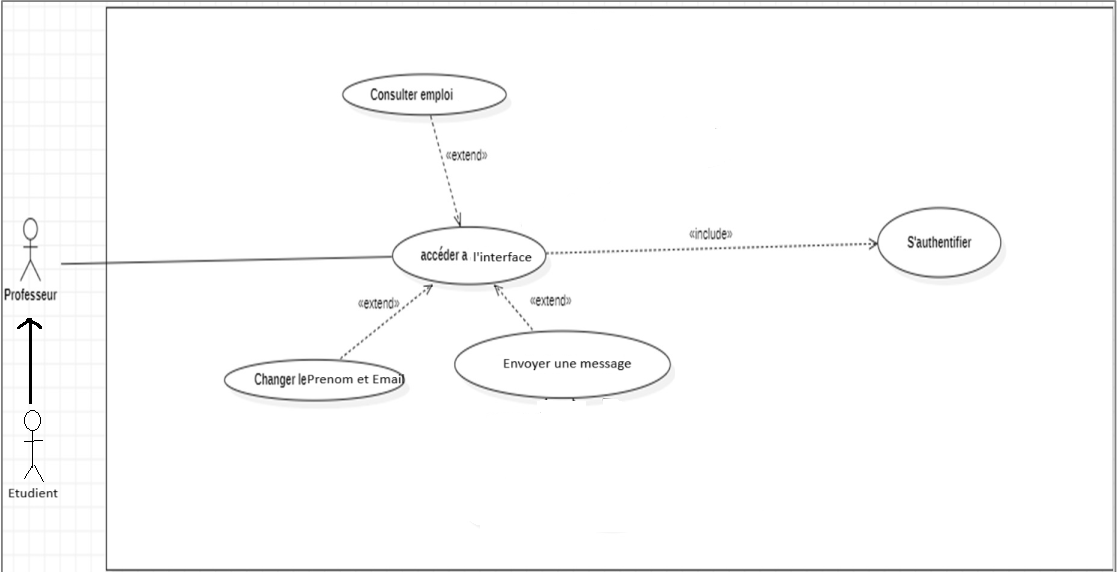 Consulter emploi
«extend»
«include»
S'authentifier
accéder a l'interface
Professeur
«extend»
«extend»
Envoyer une message
Changer lePrenom et Email
Etudient